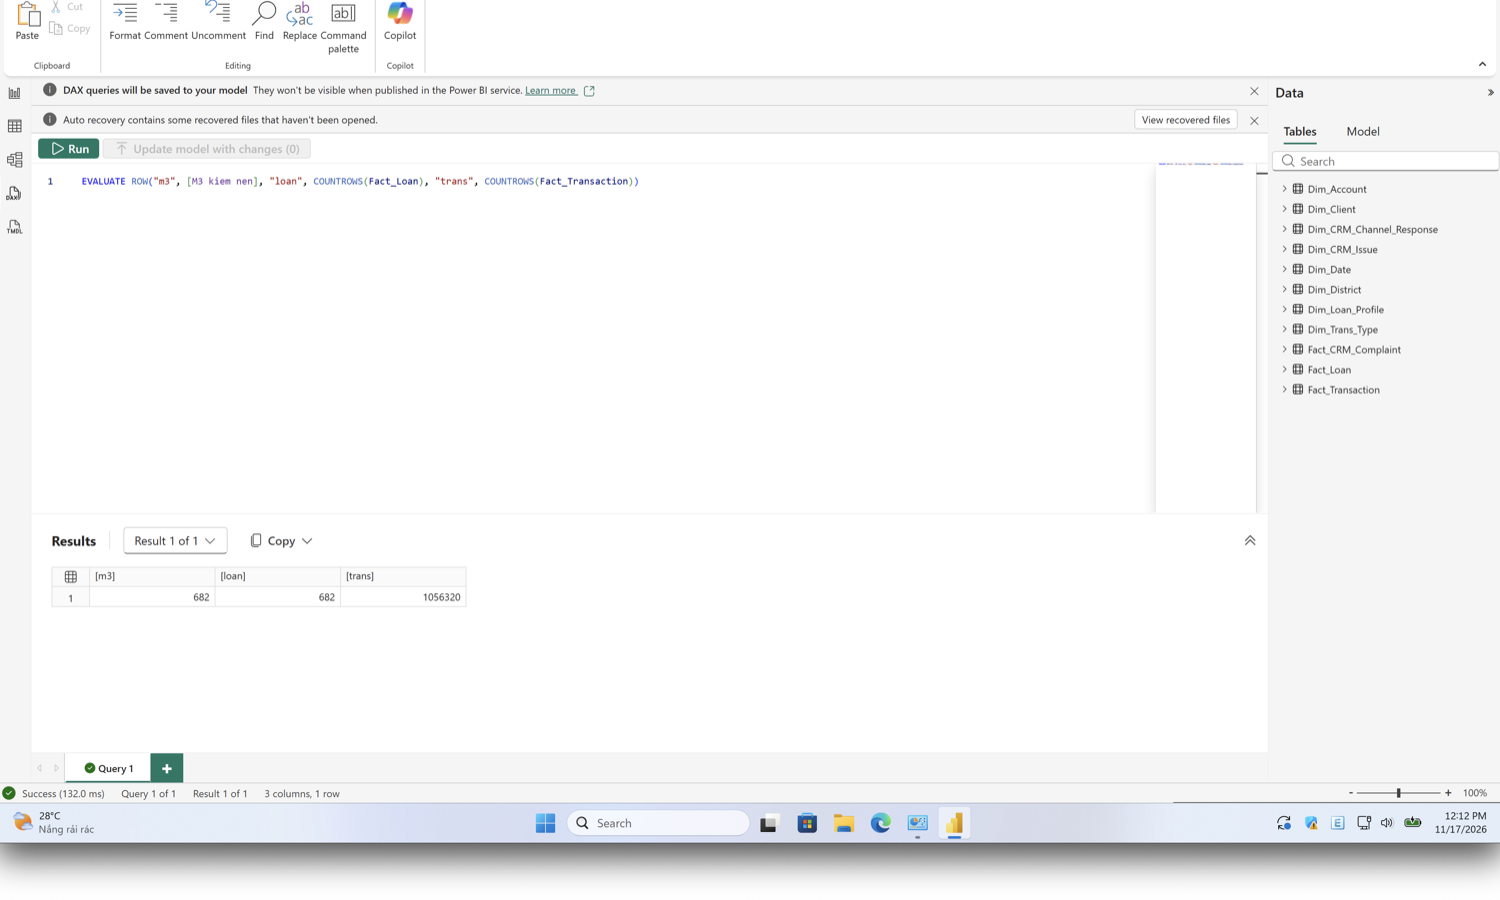 Paste
Cut
Copy
Clipboard
Format
Comment
Uncomment
Find
ab
ac
Replace
ab
Command
palette
Editing
Copilot
Copilot
DAX queries will be saved to your model They won't be visible when published in the Power BI service. Learn more
Auto recovery contains some recovered files that haven't been opened.
View recovered files
Run
Update model with changes (0)
DAX
TMDL
1 EVALUATE ROW("m3", [M3 kiem nen], "loan", COUNTROWS(Fact_Loan), "trans", COUNTROWS(Fact_Transaction))
Results
Result 1 of 1
Copy
[m3] [loan] [trans]
1 682 682 1056320
Data
Tables Model
Search
Dim_Account
Dim_Client
Dim_CRM_Channel_Response
Dim_CRM_Issue
Dim_Date
Dim_District
Dim_Loan_Profile
Dim_Trans_Type
Fact_CRM_Complaint
Fact_Loan
Fact_Transaction
Query 1
Success (132.0 ms) Query 1 of 1 Result 1 of 1 3 columns, 1 row
- + 100%
28°C
Nắng rải rác
Search
E
12:12 PM
11/17/2026